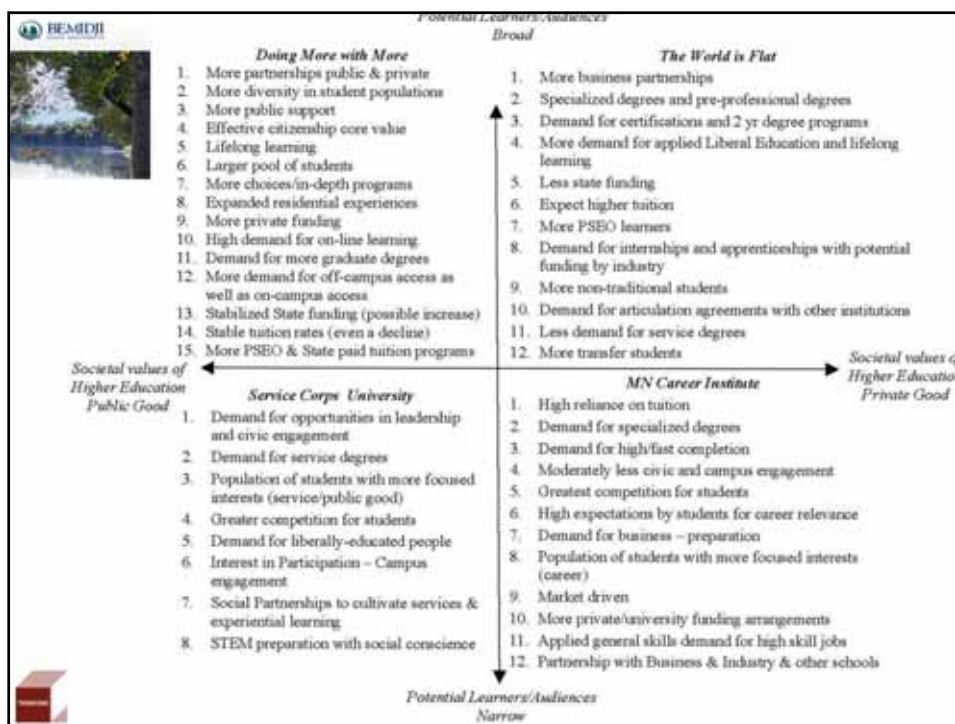 BEMIDJI
Potential Learners/Audiences
Broad
Doing More with More
1. More partnerships public & private
2. More diversity in student populations
3. More public support
4. Effective citizenship core value
5. Lifelong learning
6. Larger pool of students
7. More choices/in-depth programs
8. Expanded residential experiences
9. More private funding
10. High demand for on-line learning
11. Demand for more graduate degrees
12. More demand for off-campus access as
well as on-campus access
13. Stabilized State funding (possible increase)
14. Stable tuition rates (even a decline)
15. More PSEO & State paid tuition programs
The World is Flat
1. More business partnerships
2. Specialized degrees and pre-professional degrees
3. Demand for certifications and 2 yr degree programs
4. More demand for applied Liberal Education and lifelong
learning
5. Less state funding
6. Expect higher tuition
7. More PSEO learners
8. Demand for internships and apprenticeships with potential
funding by industry
9. More non-traditional students
10. Demand for articulation agreements with other institutions
11. Less demand for service degrees
12. More transfer students
Societal values of
Higher Education
Public Good
Societal values of
Higher Education
Private Good
Service Corps University
1. Demand for opportunities in leadership
and civic engagement
2. Demand for service degrees
3. Population of students with more focused
interests (service/public good)
4. Greater competition for students
5. Demand for liberally-educated people
6. Interest in Participation – Campus
engagement
7. Social Partnerships to cultivate services &
experiential learning
8. STEM preparation with social conscience
MN Career Institute
1. High reliance on tuition
2. Demand for specialized degrees
3. Demand for high/fast completion
4. Moderately less civic and campus engagement
5. Greatest competition for students
6. High expectations by students for career relevance
7. Demand for business – preparation
8. Population of students with more focused interests
(career)
9. Market driven
10. More private/university funding arrangements
11. Applied general skills demand for high skill jobs
12. Partnership with Business & Industry & other schools
Potential Learners/Audiences
Narrow